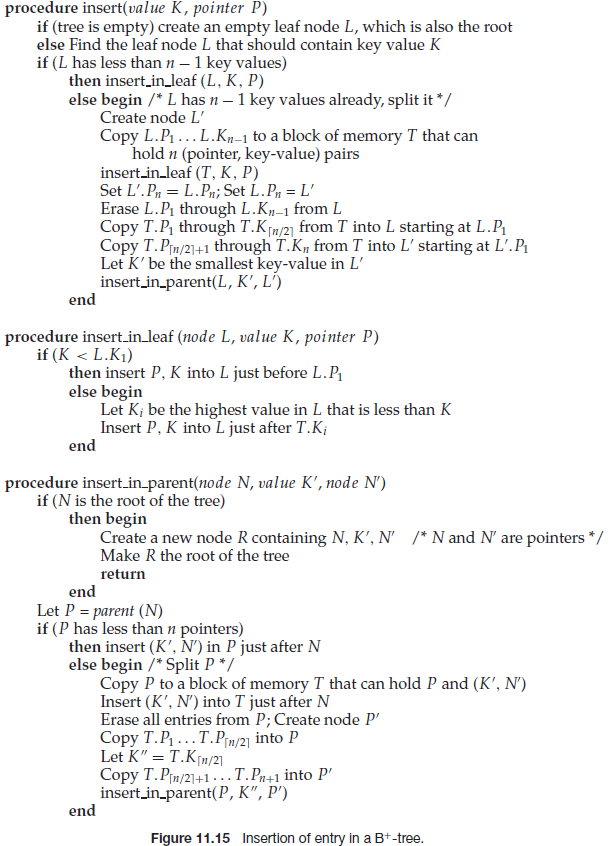 procedure insert(value K, pointer P)
if (tree is empty) create an empty leaf node L, which is also the root
else Find the leaf node L that should contain key value K
if (L has less than n − 1 key values)
then insert_in_leaf (L, K, P)
else begin /* L has n − 1 key values already, split it */
Create node L′
Copy L.P₁ … L.Kₙ₋₁ to a block of memory T that can
hold n (pointer, key-value) pairs
insert_in_leaf (T, K, P)
Set L′.Pₙ = L.Pₙ; Set L.Pₙ = L′
Erase L.P₁ through L.Kₙ₋₁ from L
Copy T.P₁ through T.K⌈n/2⌉ from T into L starting at L.P₁
Copy T.P⌈n/2⌉+1 through T.Kₙ from T into L′ starting at L′.P₁
Let K′ be the smallest key-value in L′
insert_in_parent(L, K′, L′)
end
procedure insert_in_leaf (node L, value K, pointer P)
if (K < L.K₁)
then insert P, K into L just before L.P₁
else begin
Let Kᵢ be the highest value in L that is less than K
Insert P, K into L just after T.Kᵢ
end
procedure insert_in_parent(node N, value K′, node N′)
if (N is the root of the tree)
then begin
Create a new node R containing N, K′, N′ /* N and N′ are pointers */
Make R the root of the tree
return
end
Let P = parent (N)
if (P has less than n pointers)
then insert (K′, N′) in P just after N
else begin /* Split P */
Copy P to a block of memory T that can hold P and (K′, N′)
Insert (K′, N′) into T just after N
Erase all entries from P; Create node P′
Copy T.P₁ … T.P⌈n/2⌉ into P
Let K″ = T.K⌈n/2⌉
Copy T.P⌈n/2⌉+1 … T.Pₙ₊₁ into P′
insert_in_parent(P, K″, P′)
end
Figure 11.15 Insertion of entry in a B⁺-tree.